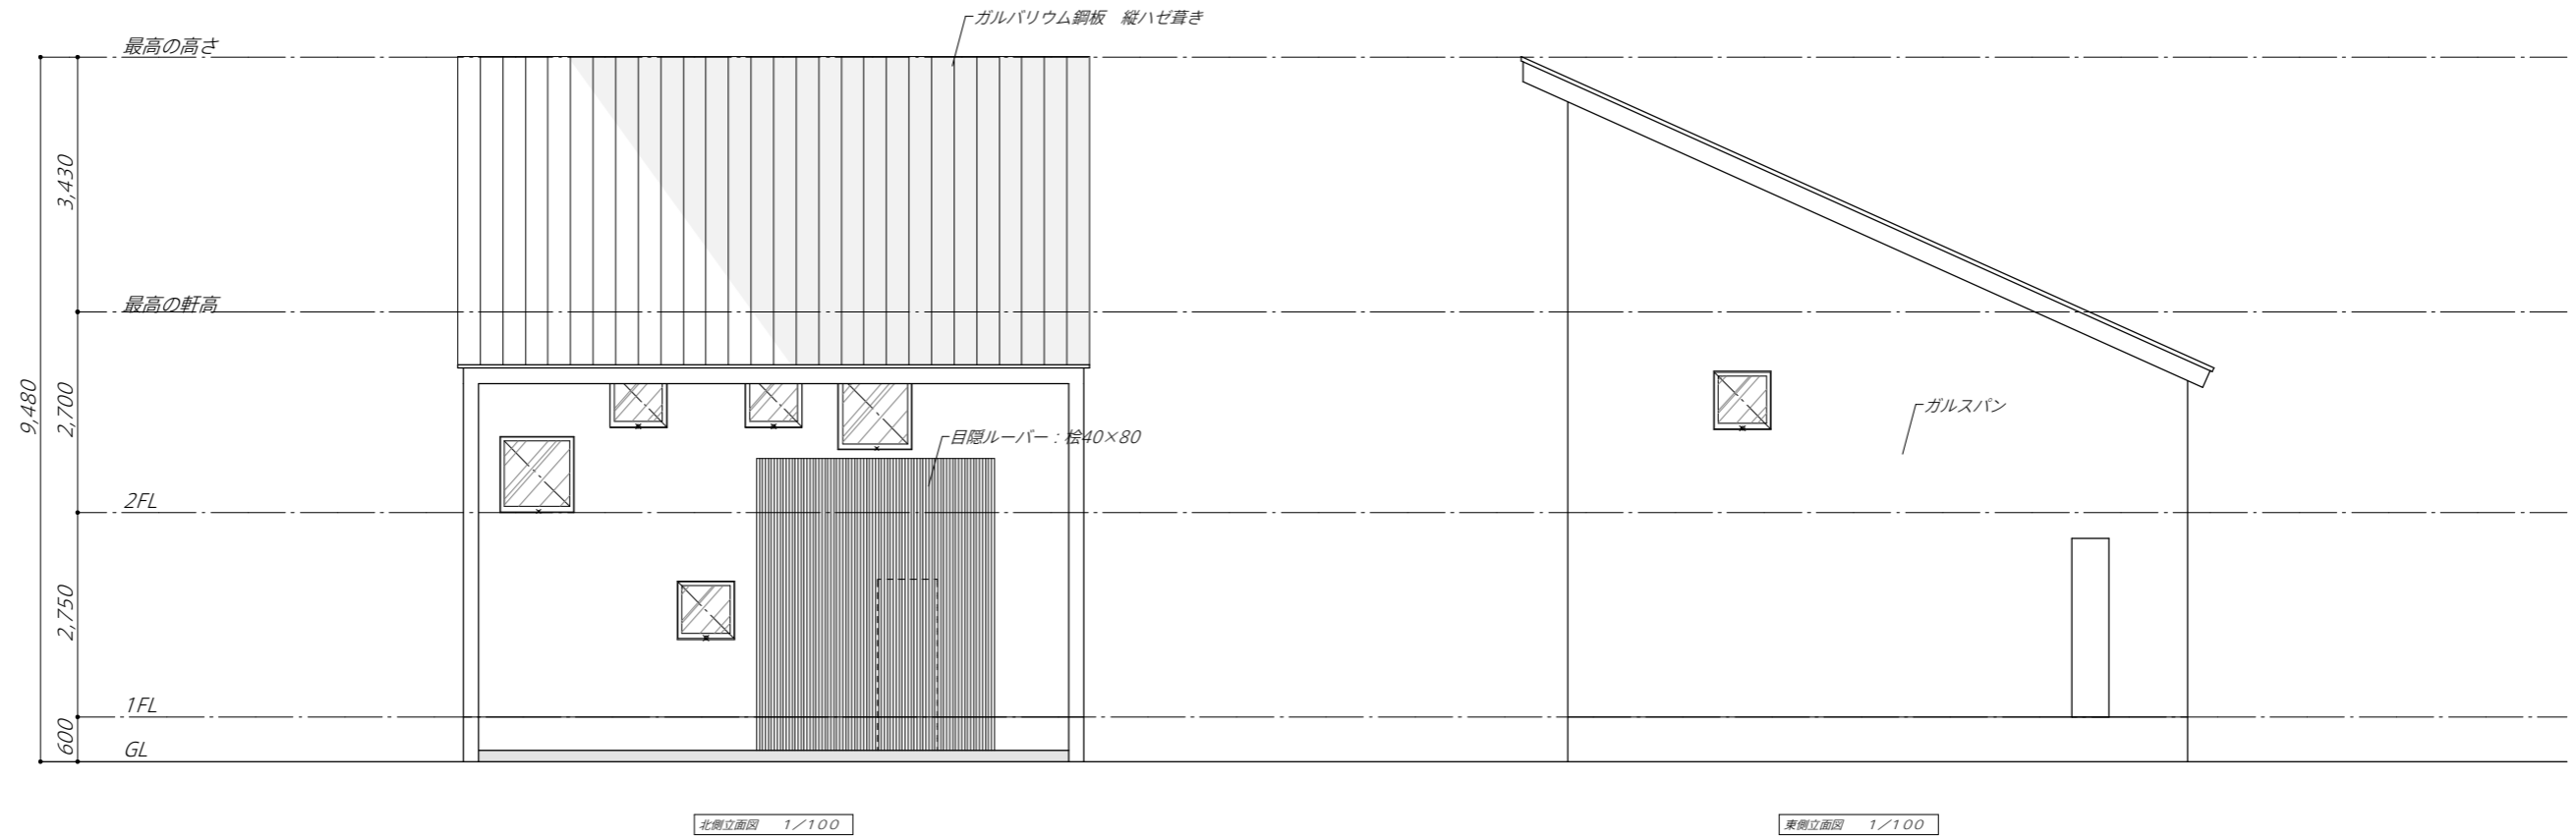 ガルバリウム鋼板　縦ハゼ葺き
最高の高さ
3,430
最高の軒高
9,480
2,700
ガルスパン
目隠ルーバー：桧40×80
2FL
2,750
1FL
600
GL
北側立面図　1／100
東側立面図　1／100